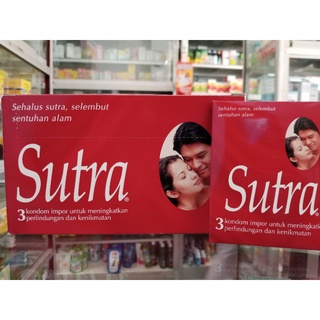 Sehalus sutra, selembut
sentuhan alam
Sutra®
3 kondom impor untuk meningkatkan
perlindungan dan kenikmatan
Sehalus sutra, selembut
sentuhan alam
Sutra
3 kondom impor untuk meningkatk
perlindungan dan kenikmatan